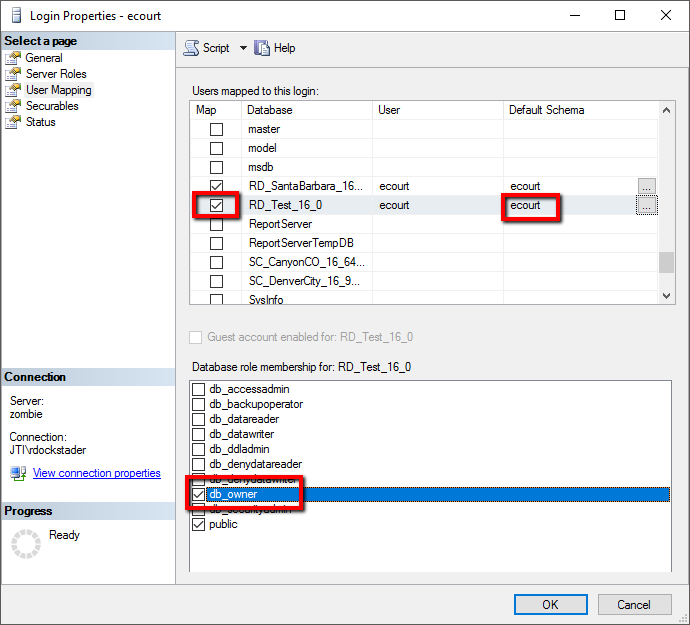 Login Properties - ecourt
Select a page
General
Server Roles
User Mapping
Securables
Status
Script
Help
Users mapped to this login:
Map Database User Default Schema
master
model
msdb
RD_SantaBarbara_16... ecourt ecourt ...
RD_Test_16_0 ecourt ecourt ...
ReportServer
ReportServerTempDB
SC_CanyonCO_16_64...
SC_DenverCity_16_9...
SysInfo
Guest account enabled for: RD_Test_16_0
Database role membership for: RD_Test_16_0
db_accessadmin
db_backupoperator
db_datareader
db_datawriter
db_ddladmin
db_denydatareader
db_denydatawriter
db_owner
db_securityadmin
public
Connection
Server:
zombie
Connection:
JTI\rdockstader
View connection properties
Progress
Ready
OK
Cancel